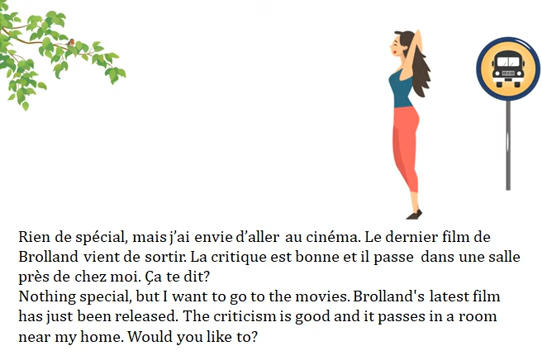 Rien de spécial, mais j’ai envie d’aller au cinéma. Le dernier film de
Brolland vient de sortir. La critique est bonne et il passe dans une salle
près de chez moi. Ça te dit?
Nothing special, but I want to go to the movies. Brolland's latest film
has just been released. The criticism is good and it passes in a room
near my home. Would you like to?